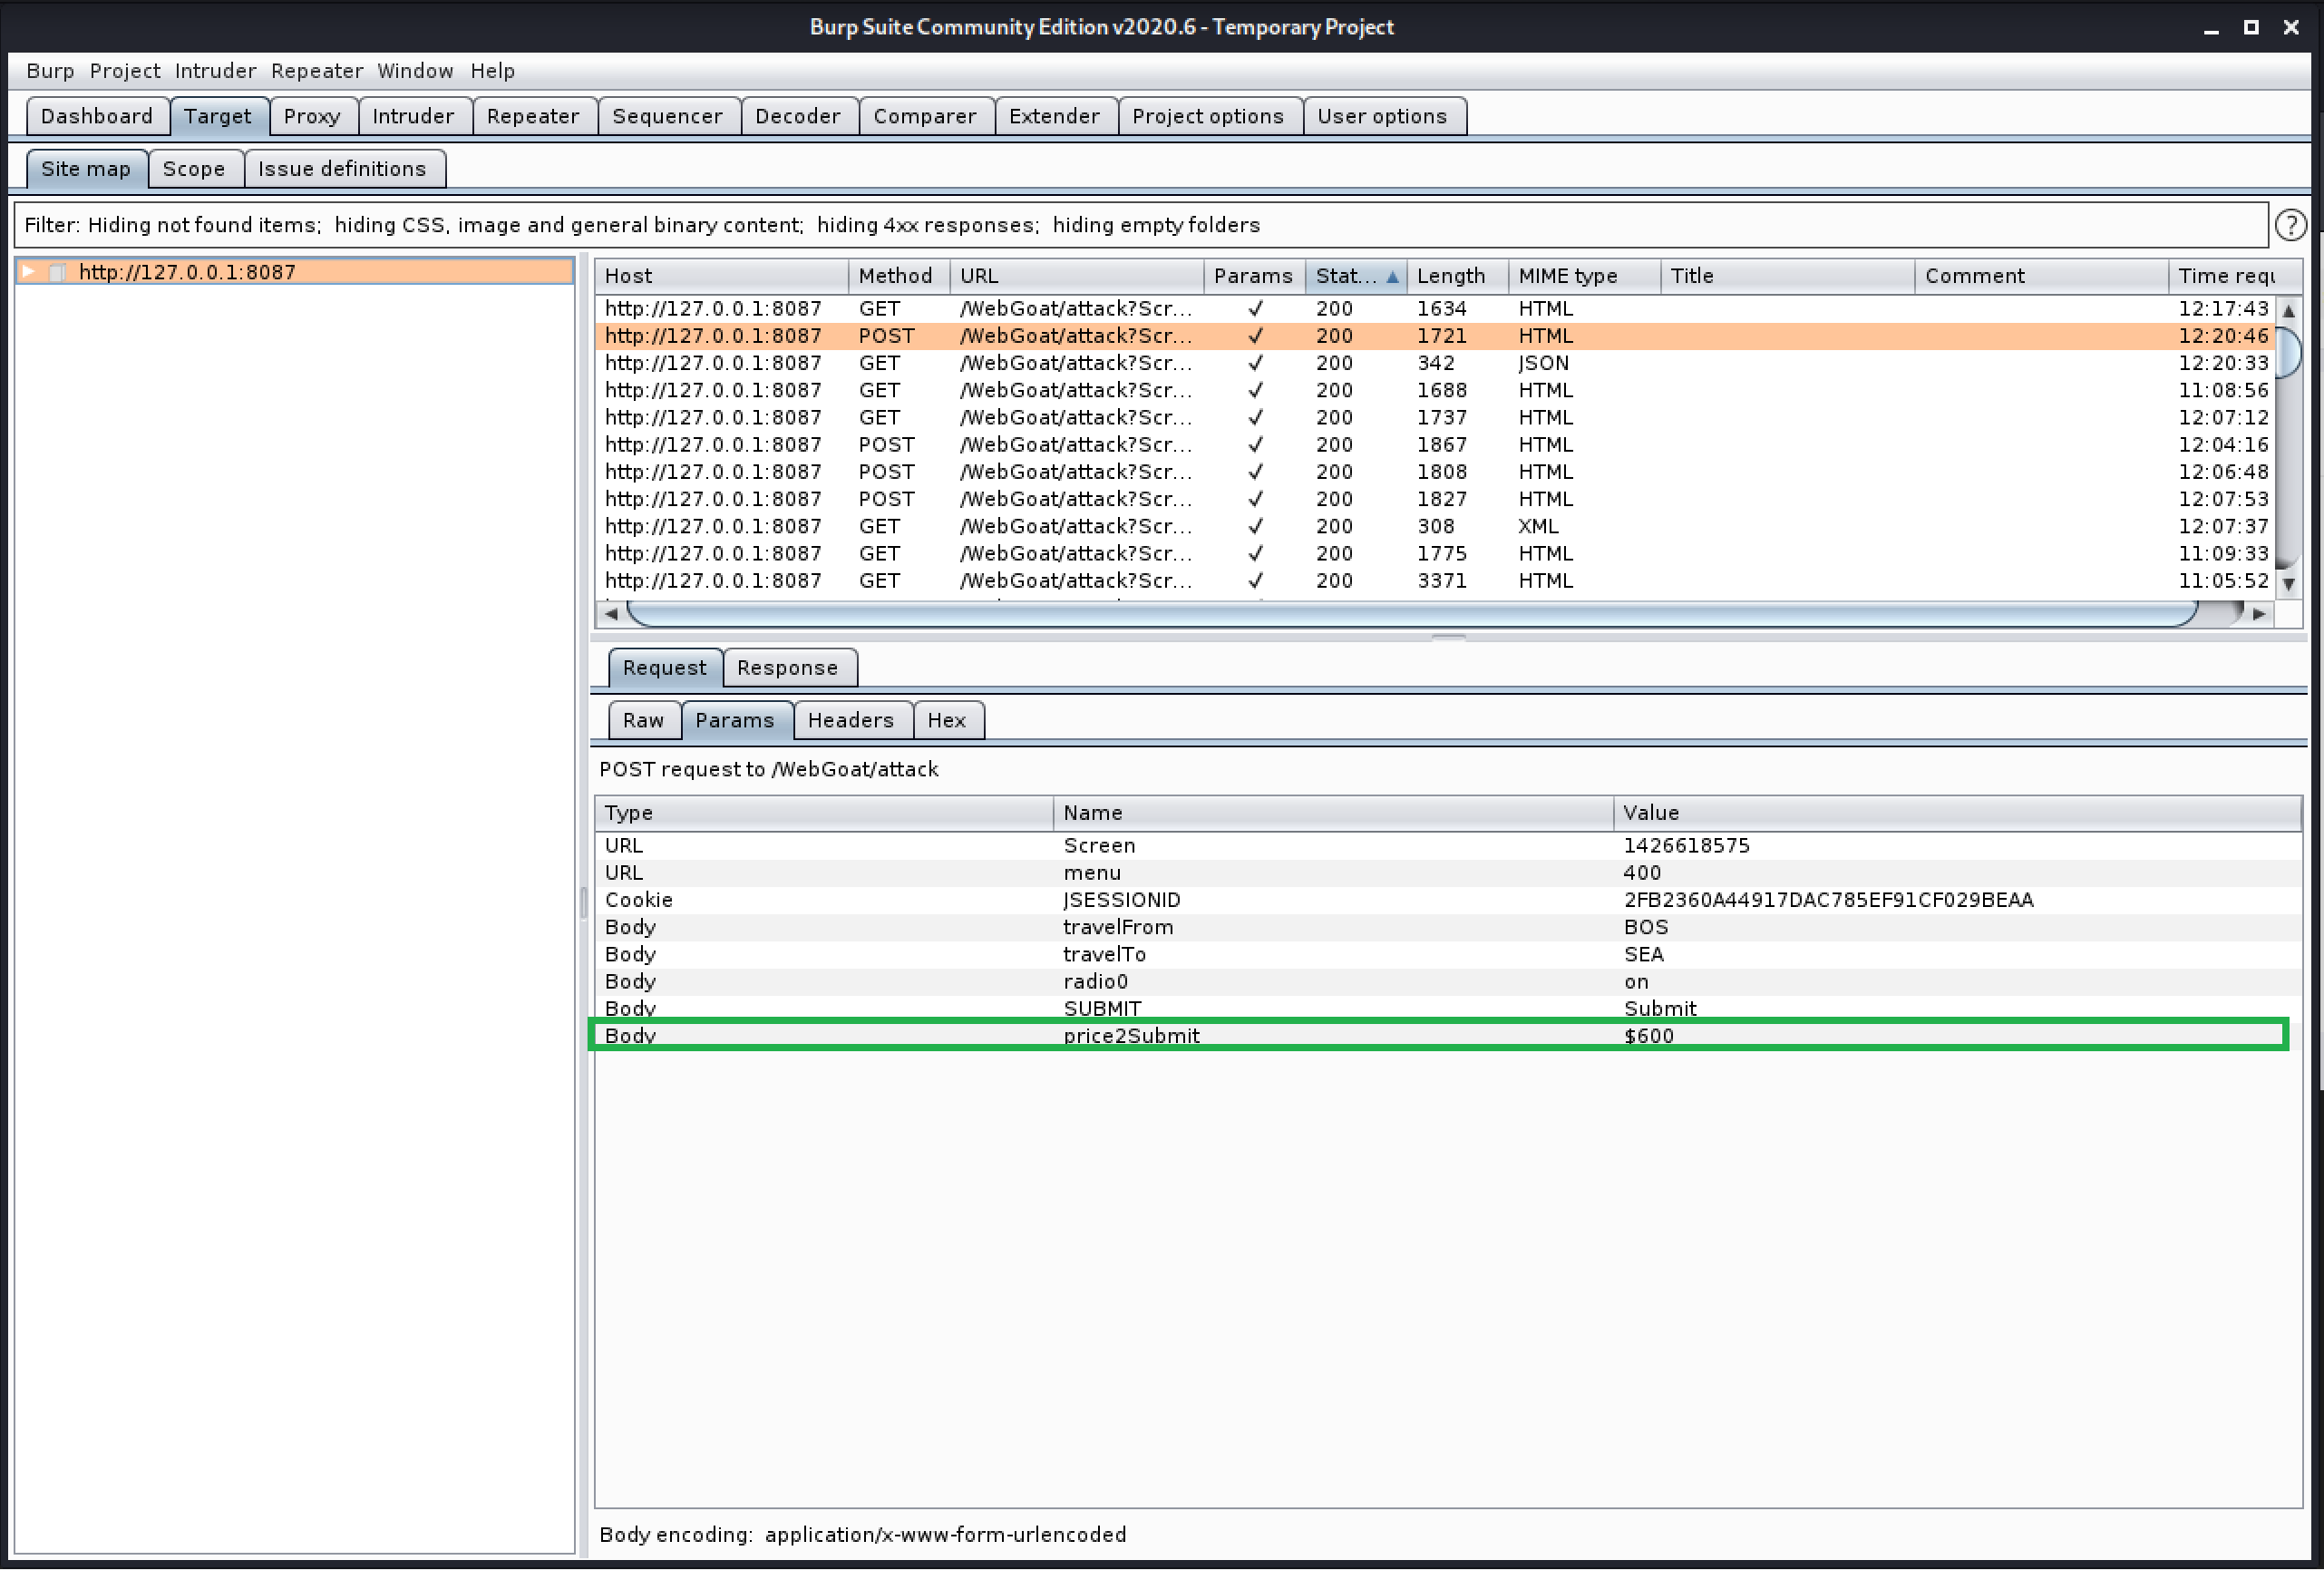 Burp Suite Community Edition v2020.6 - Temporary Project
Burp Project Intruder Repeater Window Help
Dashboard Target Proxy Intruder Repeater Sequencer Decoder Comparer Extender Project options User options
Site map Scope Issue definitions
Filter: Hiding not found items; hiding CSS, image and general binary content; hiding 4xx responses; hiding empty folders ?
http://127.0.0.1:8087
Host Method URL Params Stat... Length MIME type Title Comment Time requ
http://127.0.0.1:8087 GET /WebGoat/attack?Scr... ✓ 200 1634 HTML 12:17:43
http://127.0.0.1:8087 POST /WebGoat/attack?Scr... ✓ 200 1721 HTML 12:20:46
http://127.0.0.1:8087 GET /WebGoat/attack?Scr... ✓ 200 342 JSON 12:20:33
http://127.0.0.1:8087 GET /WebGoat/attack?Scr... ✓ 200 1688 HTML 11:08:56
http://127.0.0.1:8087 GET /WebGoat/attack?Scr... ✓ 200 1737 HTML 12:07:12
http://127.0.0.1:8087 POST /WebGoat/attack?Scr... ✓ 200 1867 HTML 12:04:16
http://127.0.0.1:8087 POST /WebGoat/attack?Scr... ✓ 200 1808 HTML 12:06:48
http://127.0.0.1:8087 POST /WebGoat/attack?Scr... ✓ 200 1827 HTML 12:07:53
http://127.0.0.1:8087 GET /WebGoat/attack?Scr... ✓ 200 308 XML 12:07:37
http://127.0.0.1:8087 GET /WebGoat/attack?Scr... ✓ 200 1775 HTML 11:09:33
http://127.0.0.1:8087 GET /WebGoat/attack?Scr... ✓ 200 3371 HTML 11:05:52
Request Response
Raw Params Headers Hex
POST request to /WebGoat/attack
Type Name Value
URL Screen 1426618575
URL menu 400
Cookie JSESSIONID 2FB2360A44917DAC785EF91CF029BEAA
Body travelFrom BOS
Body travelTo SEA
Body radio0 on
Body SUBMIT Submit
Body price2Submit $600
Body encoding: application/x-www-form-urlencoded